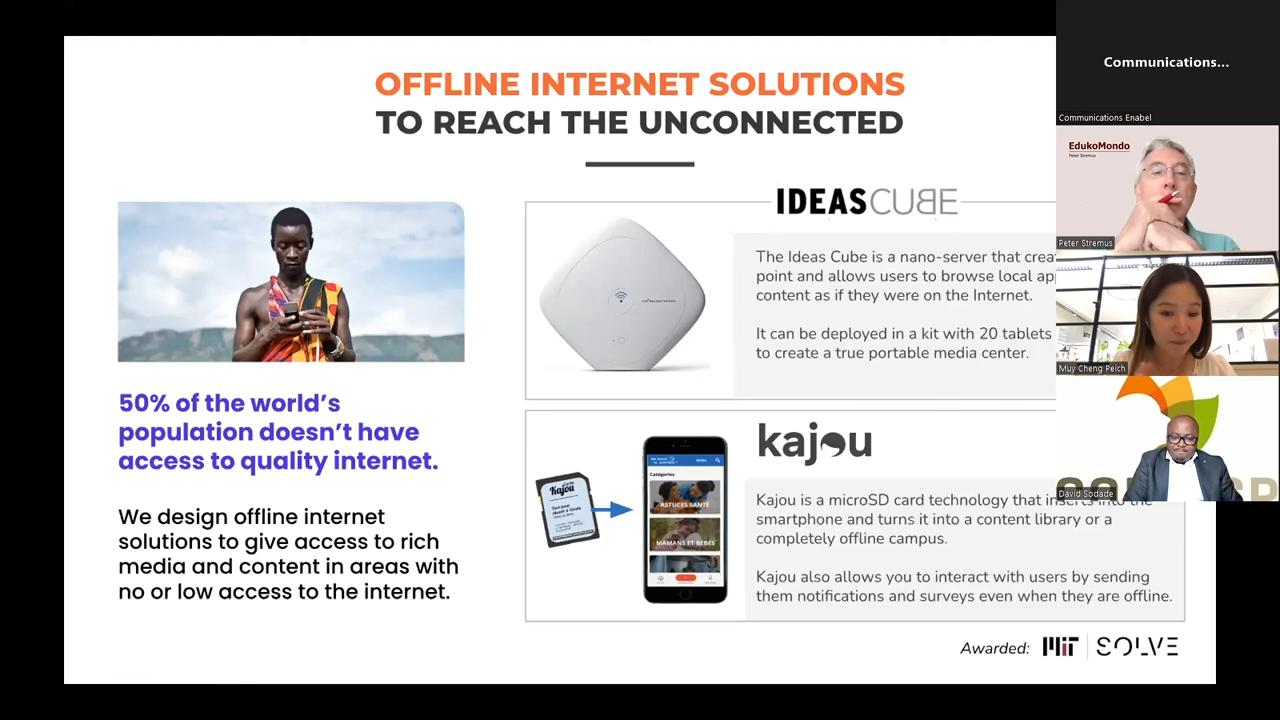 OFFLINE INTERNET SOLUTIONS
TO REACH THE UNCONNECTED
50% of the world's
population doesn't have
access to quality internet.
We design offline internet
solutions to give access to rich
media and content in areas with
no or low access to the internet.
IDEASCUBE
The Ideas Cube is a nano-server that
point and allows users to browse local
content as if they were on the Internet.
It can be deployed in a kit with 20 tablets
to create a true portable media center.
kajou
Kajou
Catégories
ASTUCES SANTÉ
MAMANS ET BÉBÉS
Kajou is a microSD card technology that inserts into the
smartphone and turns it into a content library or a
completely offline campus.
Kajou also allows you to interact with users by sending
them notifications and surveys even when they are offline.
Awarded: MIT SOLVE
Communications...
Communications Enabel
EdukoMondo
Peter Stremus
Peter Stremus
Muy Cheng Peich
David Sodade